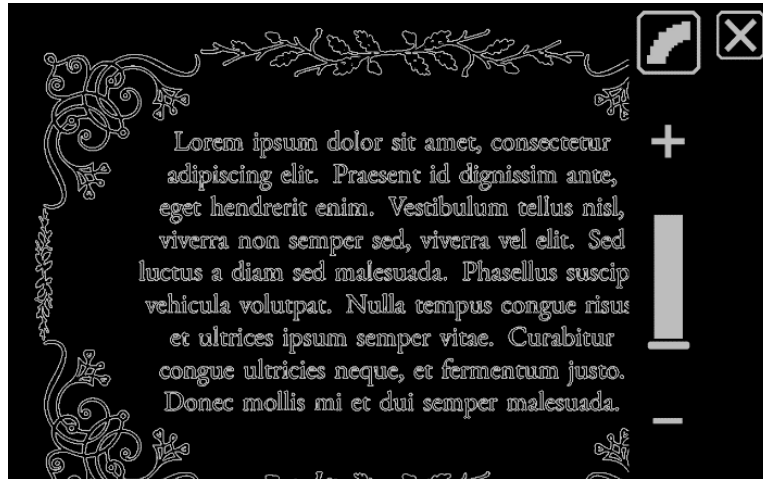 Lorem ipsum dolor sit amet, consectetur
adipiscing elit. Praesent id dignissim ante,
eget hendrerit enim. Vestibulum tellus nisl,
viverra non semper sed, viverra vel elit. Sed
luctus a diam sed malesuada. Phasellus suscip
vehicula volutpat. Nulla tempus congue risus
et ultrices ipsum semper vitae. Curabitur
congue ultricies neque, et fermentum justo.
Donec mollis mi et dui semper malesuada.